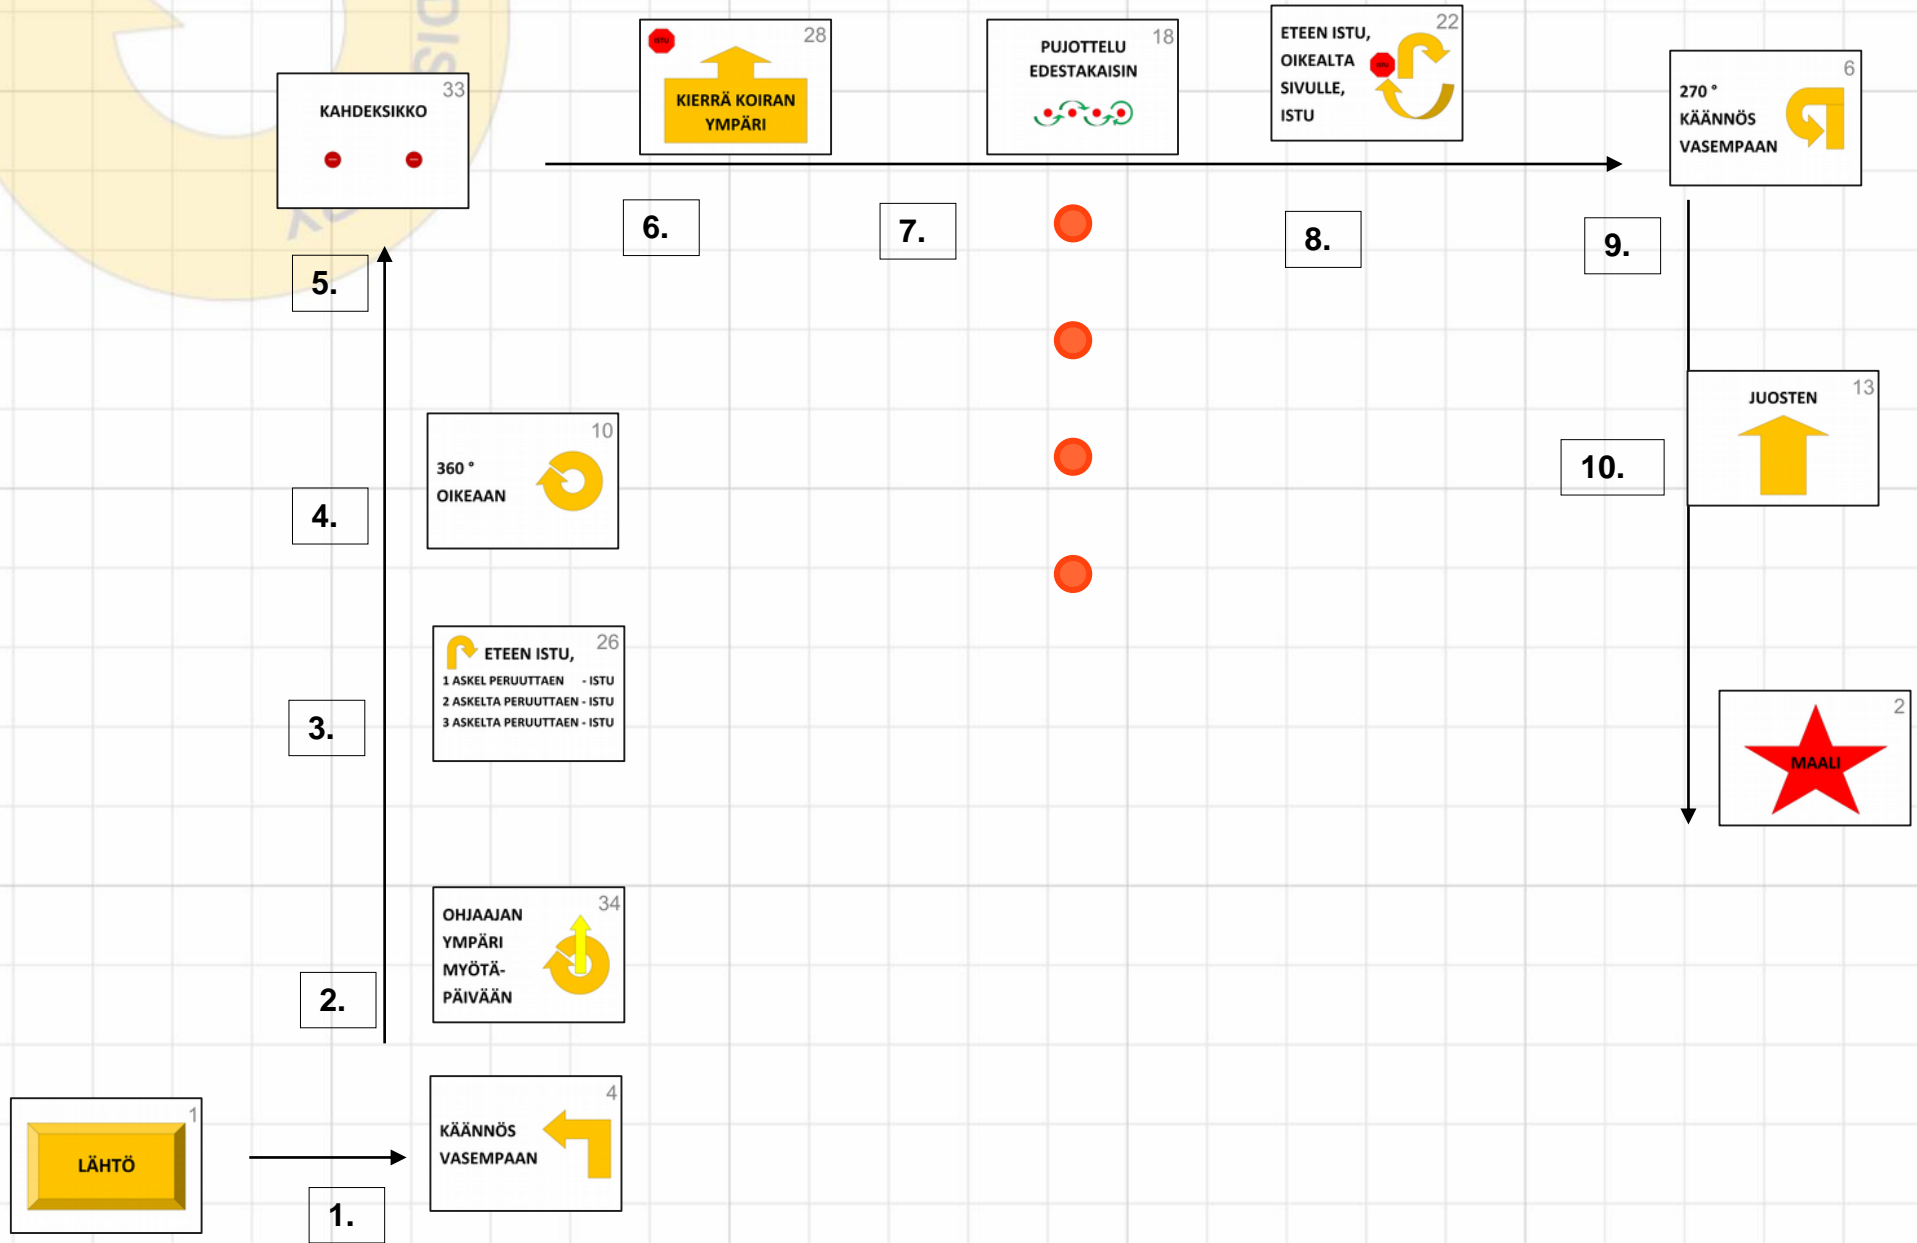 33
KAHDEKSIKKO
28
KIERRÄ KOIRAN
YMPÄRI
18
PUJOTTELU
EDESTAKAISIN
22
ETEEN ISTU,
OIKEALTA
SIVULLE,
ISTU
6
270 °
KÄÄNNÖS
VASEMPAAN
5.
6.
7.
8.
9.
10
360 °
OIKEAAN
4.
13
JUOSTEN
10.
26
ETEEN ISTU,
1 ASKEL PERUUTTAEN - ISTU
2 ASKELTA PERUUTTAEN - ISTU
3 ASKELTA PERUUTTAEN - ISTU
3.
2
MAALI
34
OHJAAJAN
YMPÄRI
MYÖTÄ-
PÄIVÄÄN
2.
1
LÄHTÖ
1.
4
KÄÄNNÖS
VASEMPAAN